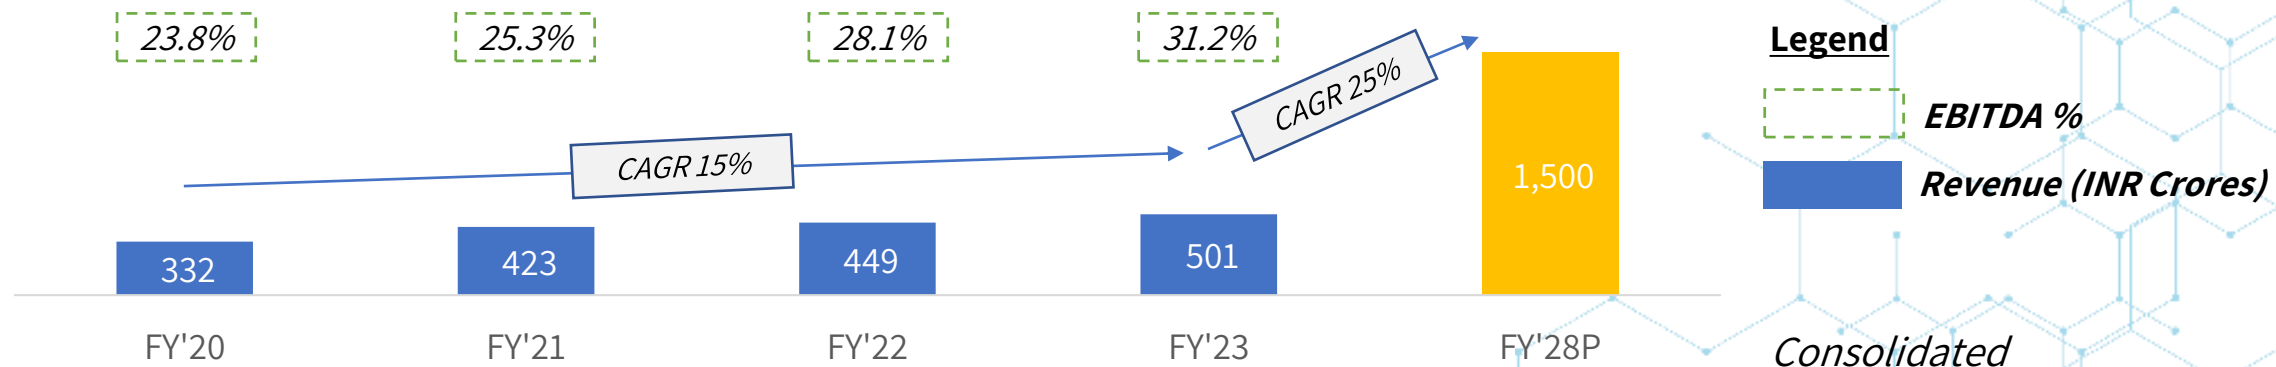 23.8%
25.3%
28.1%
31.2%
CAGR 15%
CAGR 25%
332
423
449
501
1,500
FY'20
FY'21
FY'22
FY'23
FY'28P
Legend
EBITDA %
Revenue (INR Crores)
Consolidated